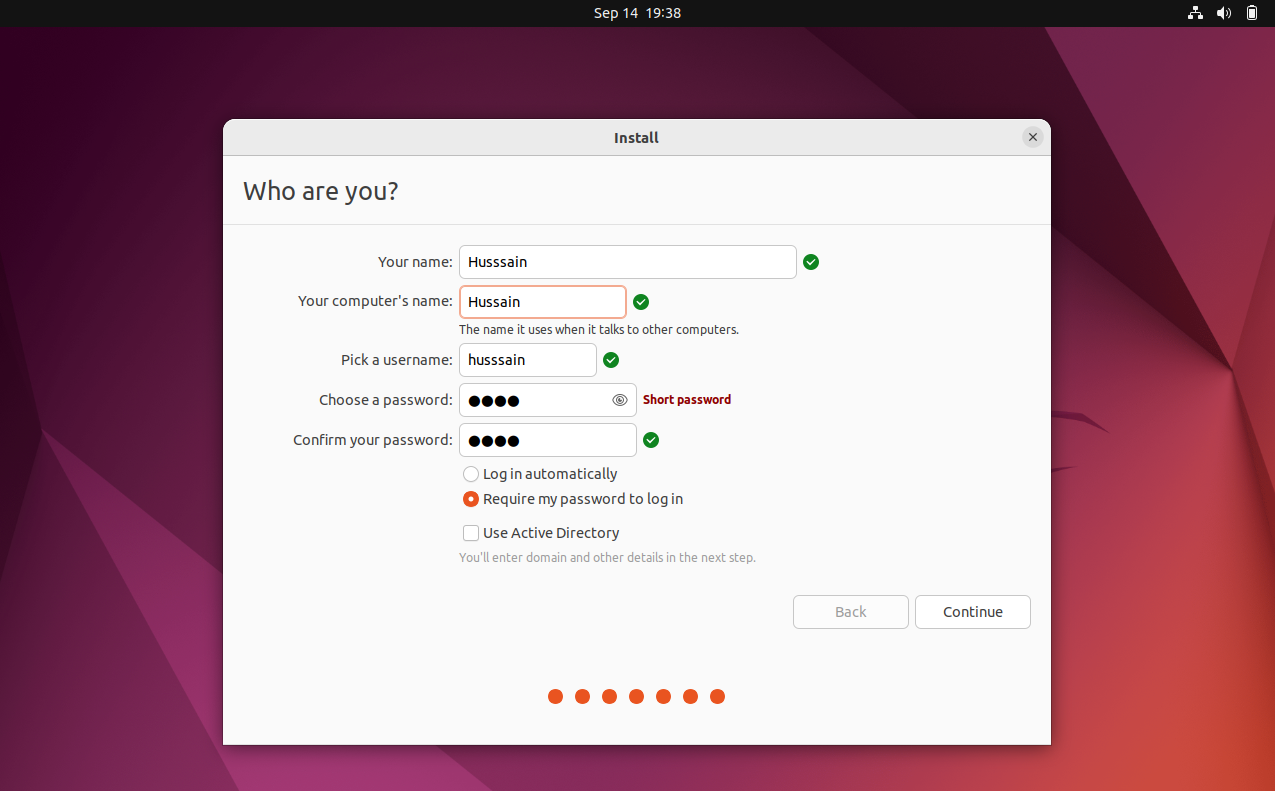 Sep 14 19:38
Install
Who are you?
Your name: Husssain
Your computer's name: Hussain
The name it uses when it talks to other computers.
Pick a username: husssain
Choose a password: ●●●● Short password
Confirm your password: ●●●●
Log in automatically
Require my password to log in
Use Active Directory
You'll enter domain and other details in the next step.
Back Continue